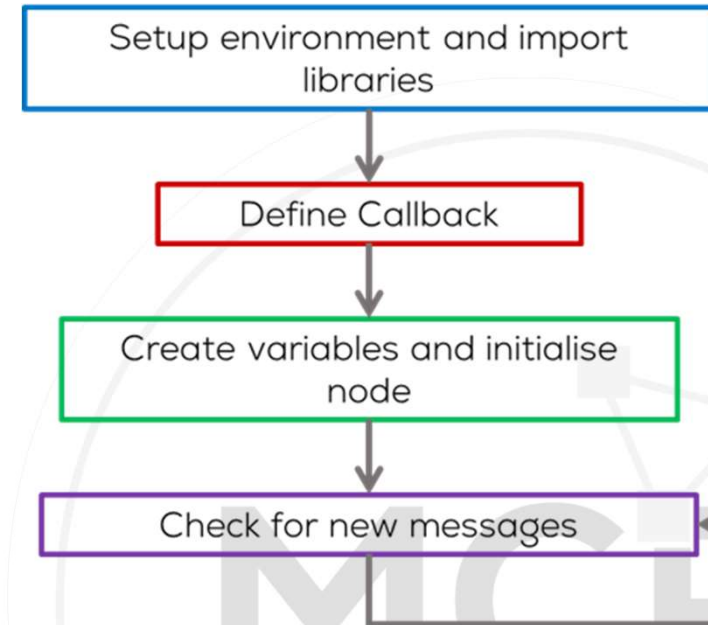 Setup environment and import
libraries
Define Callback
Create variables and initialise
node
Check for new messages